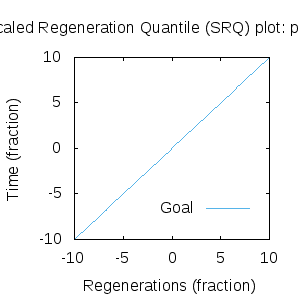 caled Regeneration Quantile (SRQ) plot: p
10
5
0
-5
-10
-10 -5 0 5 10
Time (fraction)
Goal
Regenerations (fraction)